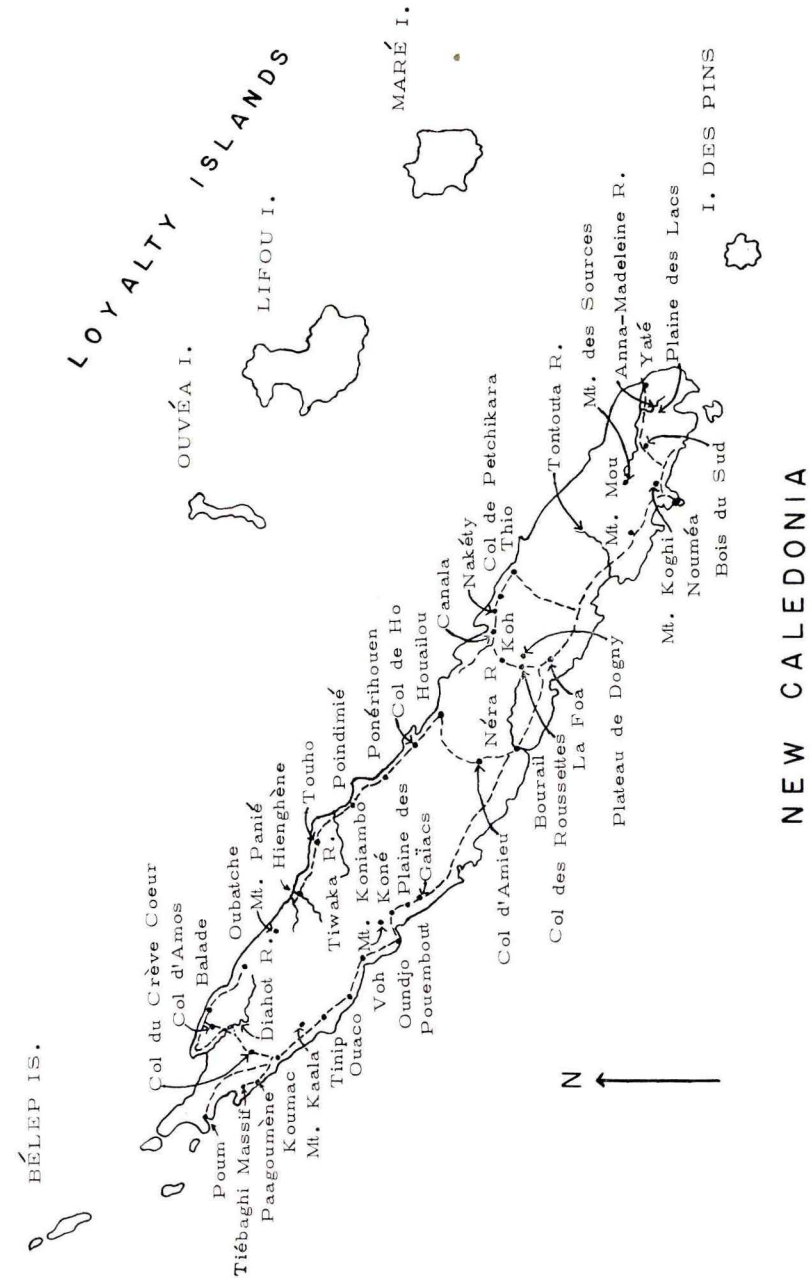 BÉLEP IS.
LOYALTY ISLANDS
OUVÉA I.
LIFOU I.
MARÉ I.
I. DES PINS
Col du Crève Coeur
Col d'Amos
Balade
Oubatche
Diahot R.
Mt. Panié
Hienghène
Touho
Tiwaka R.
Poindimié
Ponérihouen
Col de Ho
Houailou
Canala
Nakéty
Col de Petchikara
Thio
Koh
Néra R.
Tontouta R.
Mt. des Sources
Anna-Madeleine R.
Yaté
Plaine des Lacs
Poum
Tiébaghi Massif
Paagoumène
Koumac
Mt. Kaala
Tinip
Ouaco
Voh
Mt. Koniambo
Koné
Oundjo
Pouembout
Plaine des
Gaïacs
Col d'Amieu
Bourail
Col des Roussettes
La Foa
Plateau de Dogny
Mt. Mou
Mt. Koghi
Nouméa
Bois du Sud
N
NEW CALEDONIA